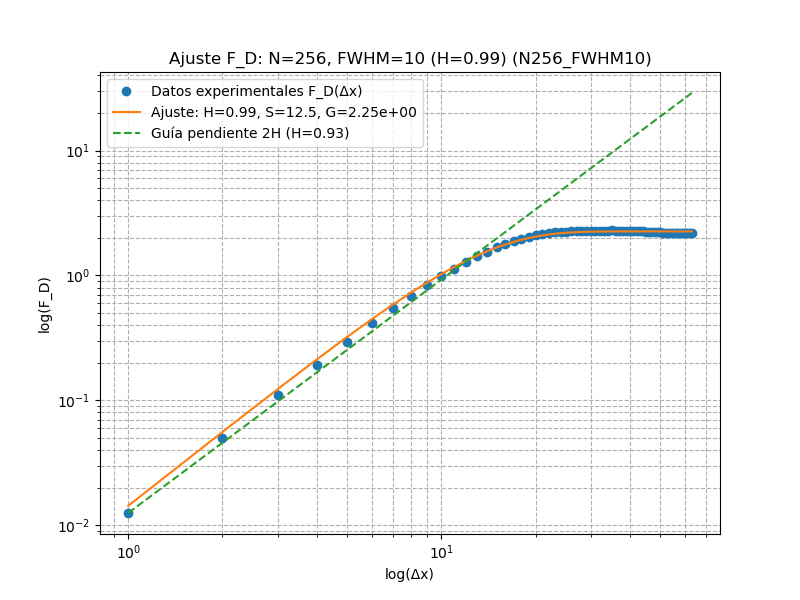 Ajuste F_D: N=256, FWHM=10 (H=0.99) (N256_FWHM10)
Datos experimentales F_D(Δx)
Ajuste: H=0.99, S=12.5, G=2.25e+00
Guía pendiente 2H (H=0.93)
10¹
10⁰
10⁻¹
10⁻²
log(F_D)
10⁰ 10¹
log(Δx)